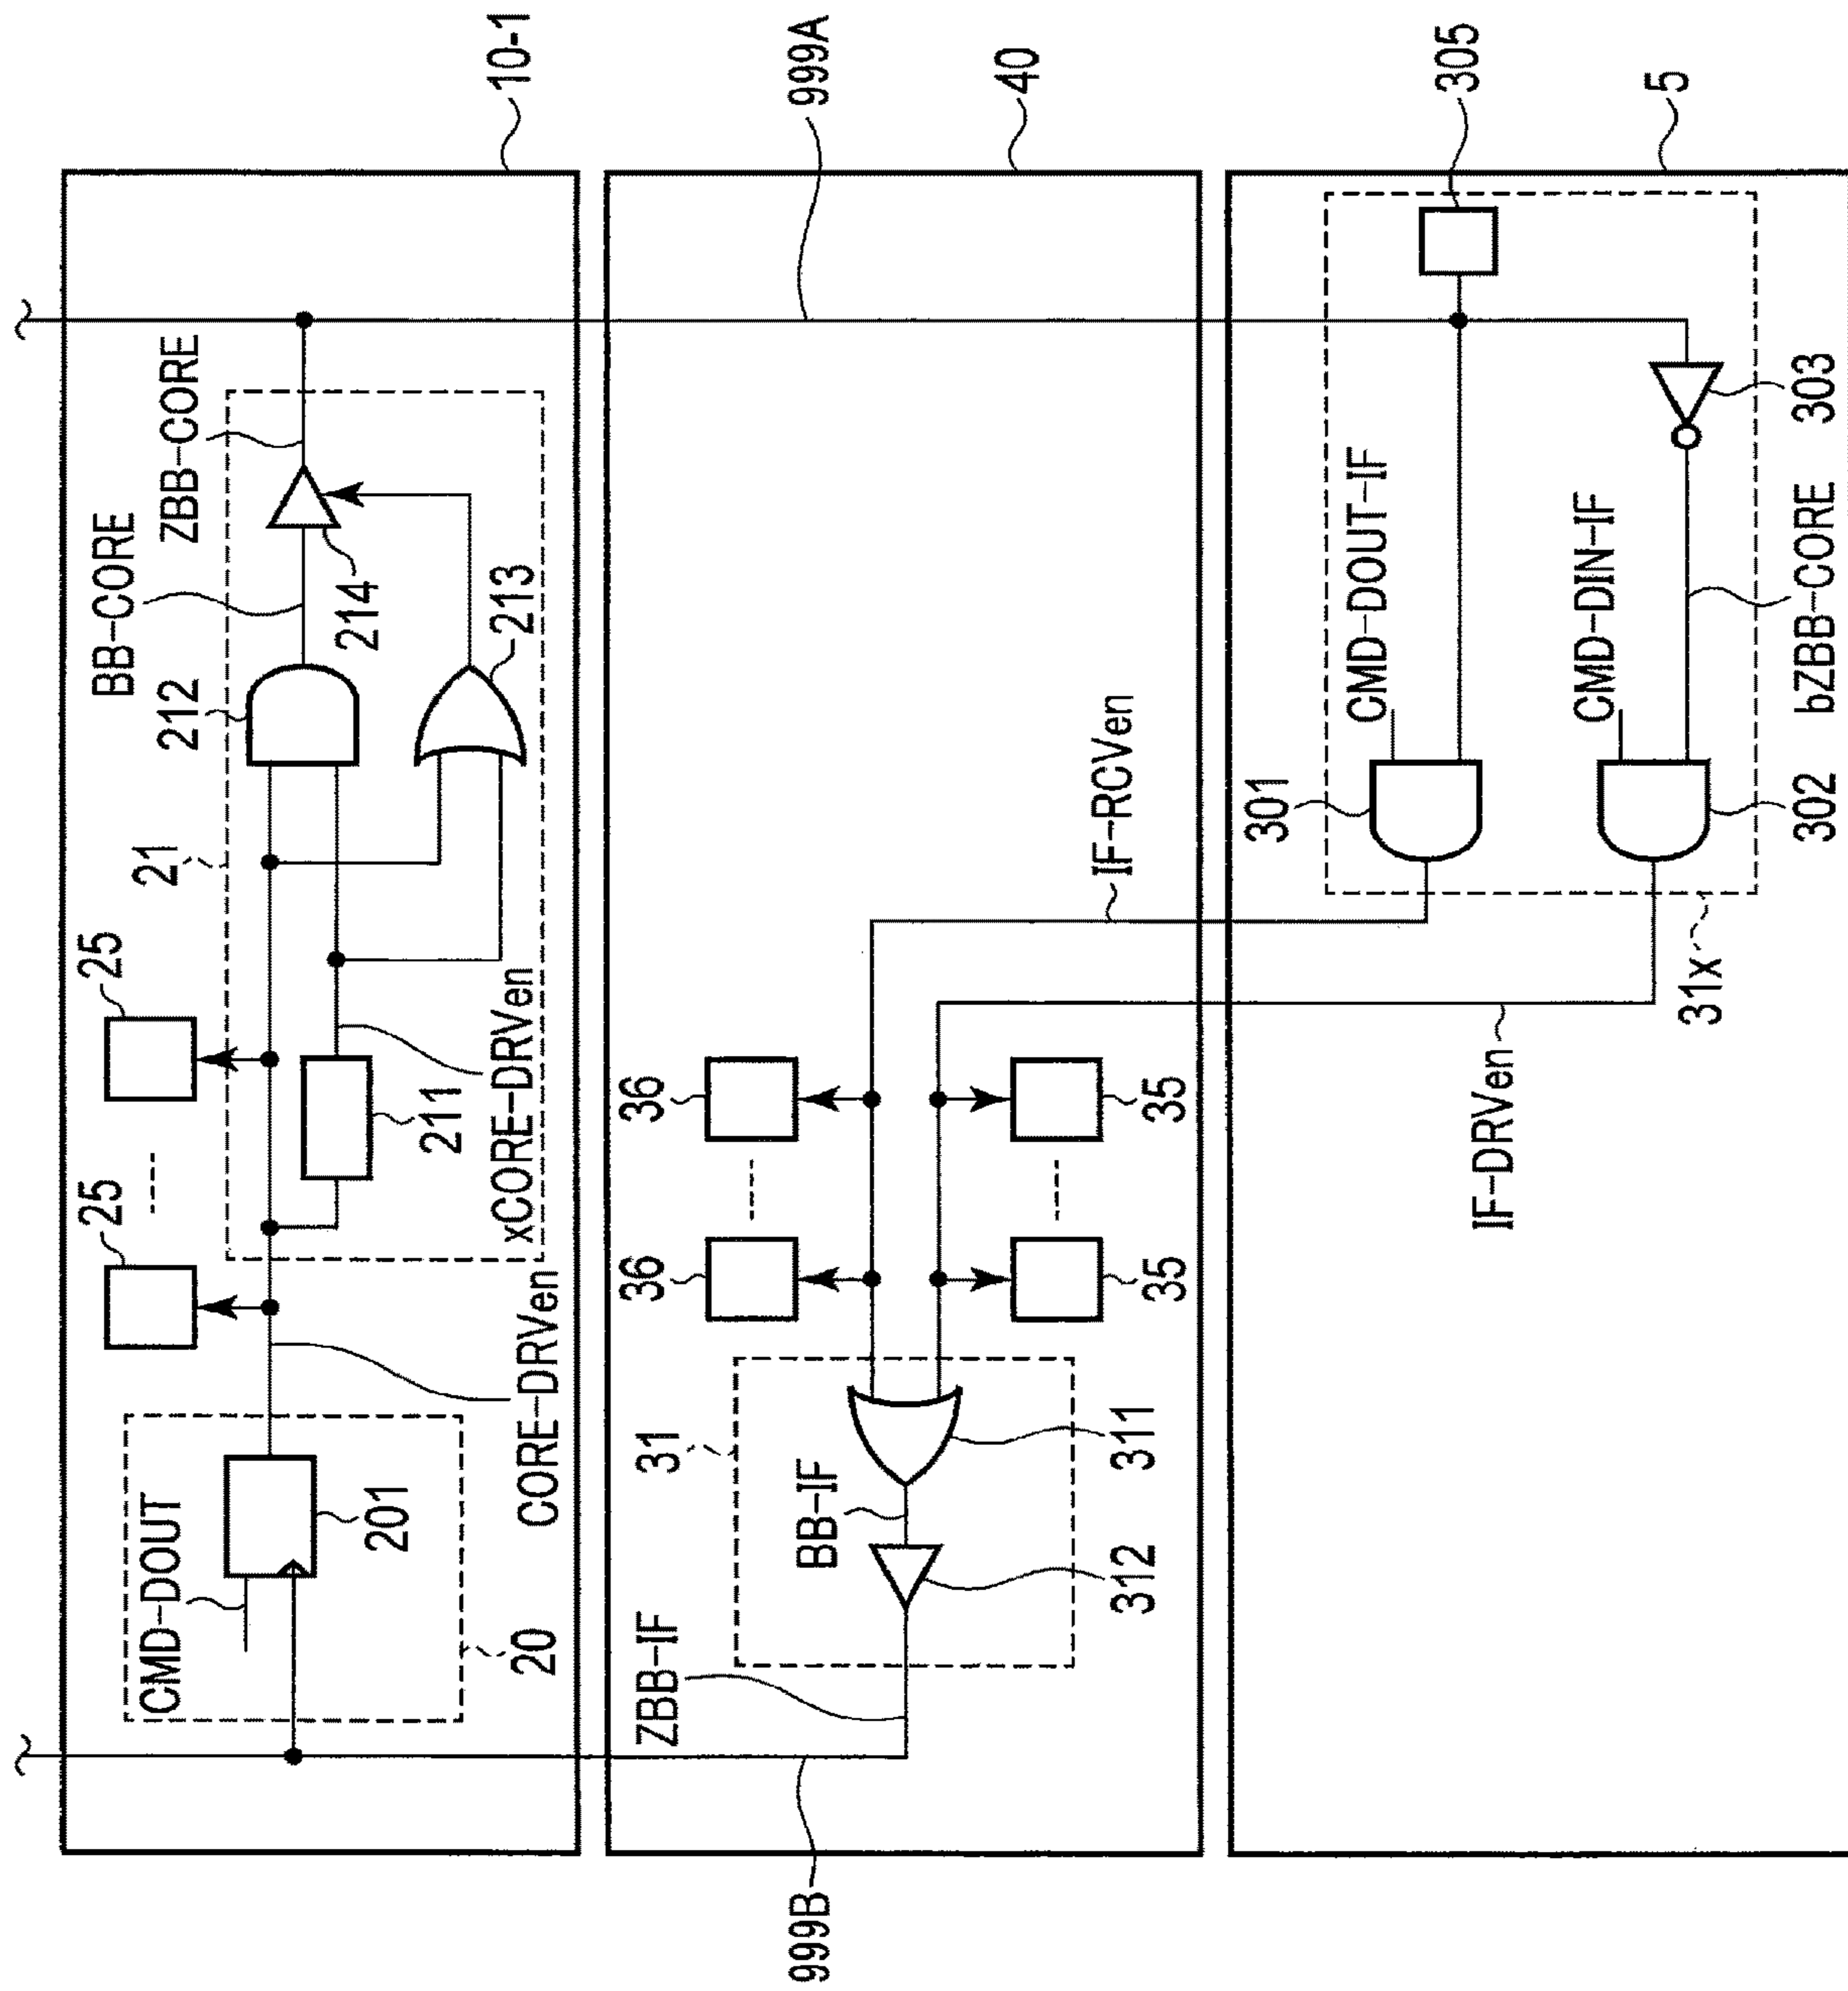 10-1
999A
40
305
5
ZBB-CORE
BB-CORE
212
214
213
21
25
25
211
xCORE-DRVen
CORE-DRVen
CMD-DOUT
201
20
IF-RCVen
36
36
35
35
31
BB-IF
311
312
ZBB-IF
999B
CMD-DOUT-IF
CMD-DIN-IF
303
bZBB-CORE
301
302
31x
IF-DRVen